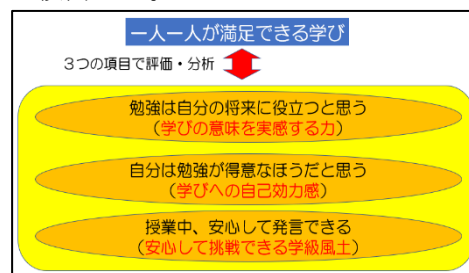 一人一人が満足できる学び
3つの項目で評価・分析
勉強は自分の将来に役立つと思う
(学びの意味を実感する力)
自分は勉強が得意なほうだと思う
(学びへの自己効力感)
授業中、安心して発言できる
(安心して挑戦できる学級風土)